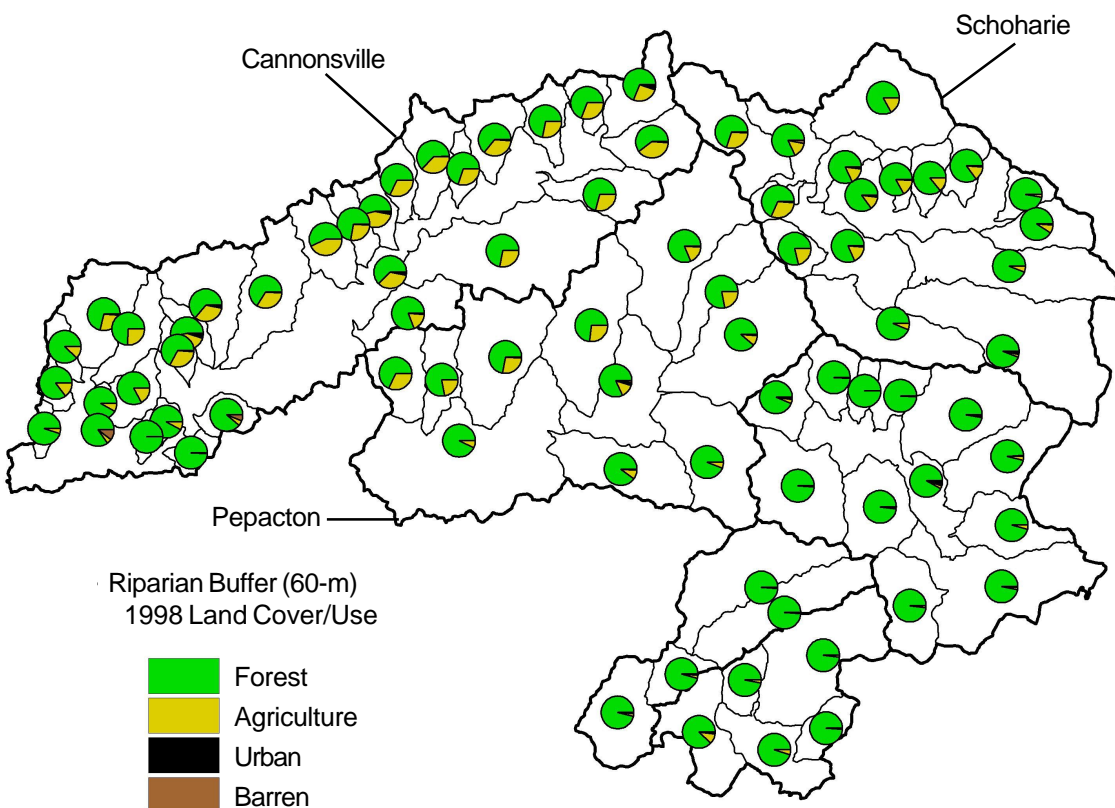 Schoharie
Cannonsville
Pepacton
Riparian Buffer (60-m)
1998 Land Cover/Use
Forest
Agriculture
Urban
Barren